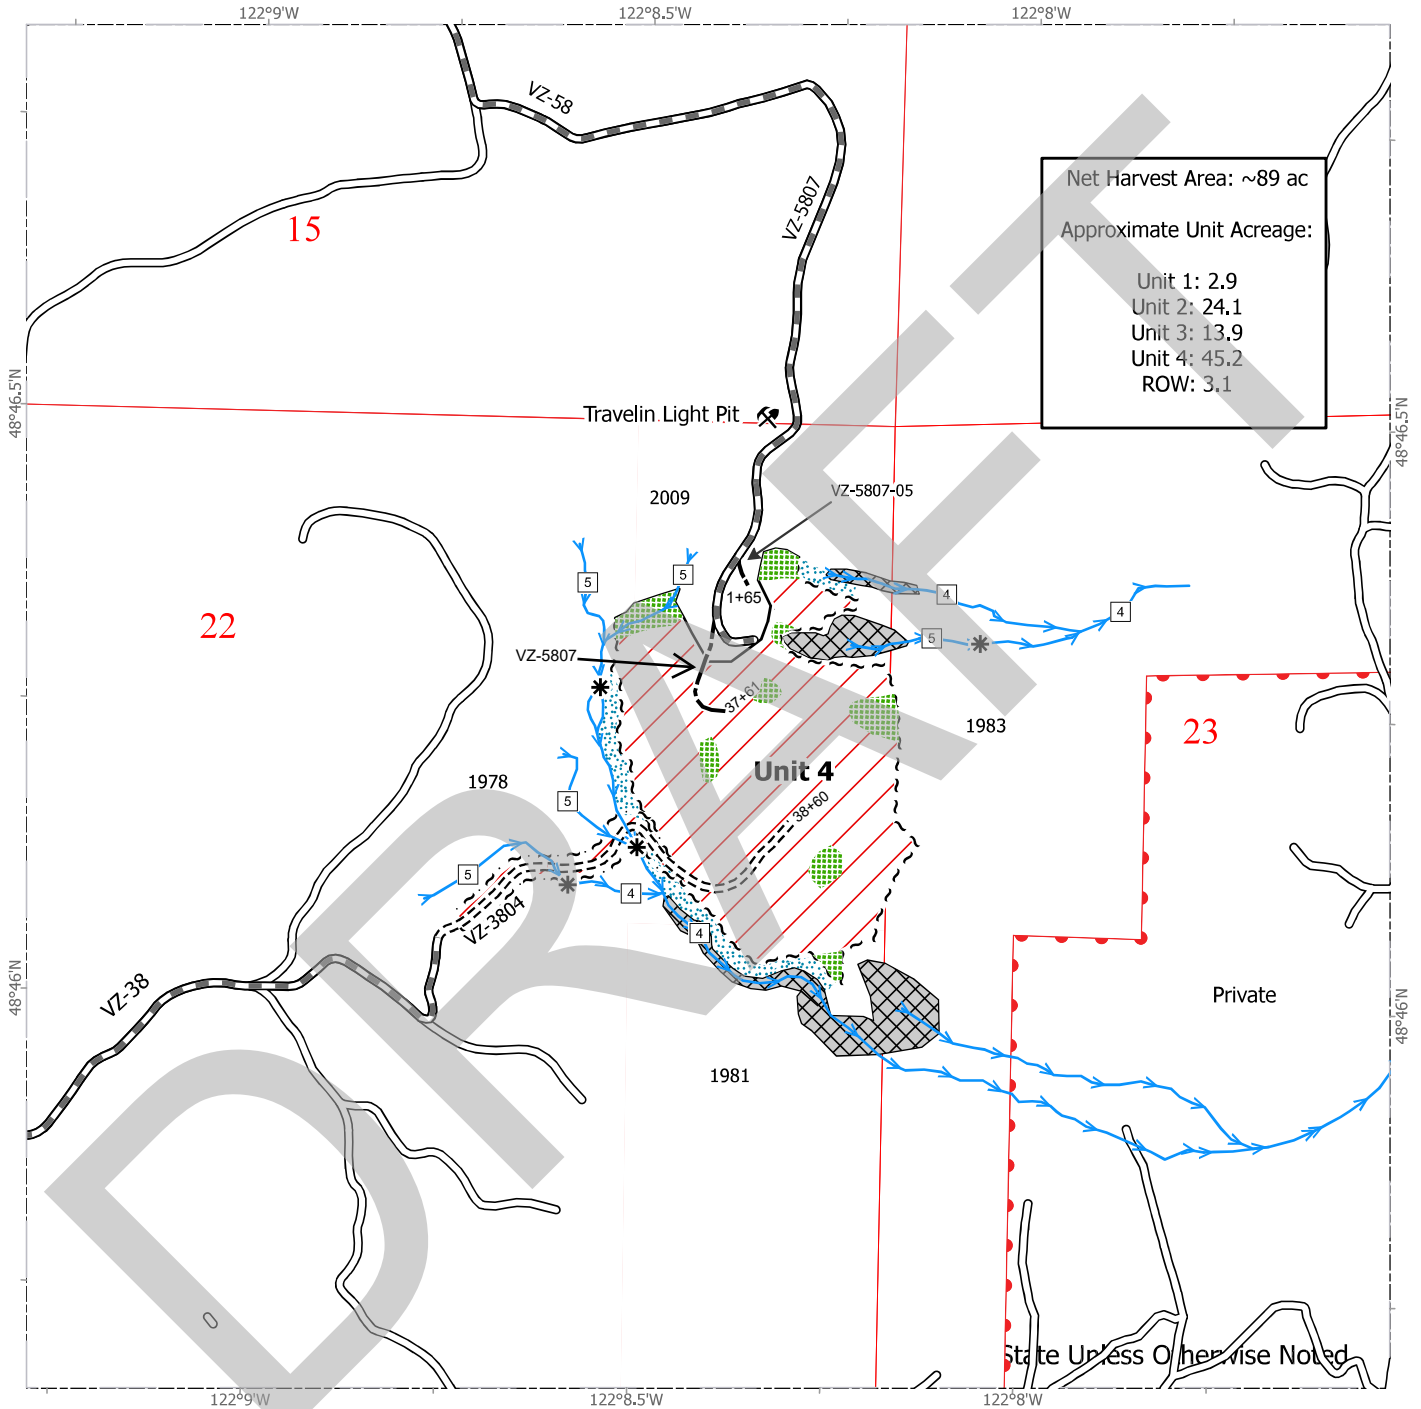 122°9'W
122°8.5'W
122°8'W
VZ-58
VZ-5807
Net Harvest Area: ~89 ac
Approximate Unit Acreage:
Unit 1: 2.9
Unit 2: 24.1
Unit 3: 13.9
Unit 4: 45.2
ROW: 3.1
15
48°46.5'N
48°46.5'N
Travelin Light Pit
2009
VZ-5807-05
5
5
1+65
4
4
22
5
VZ-5807
37+61
1983
23
Unit 4
1978
5
38+60
5
4
VZ-3804
4
VZ-38
48°46'N
48°46'N
Private
1981
State Unless Otherwise Noted
122°9'W
122°8.5'W
122°8'W
DRAFT